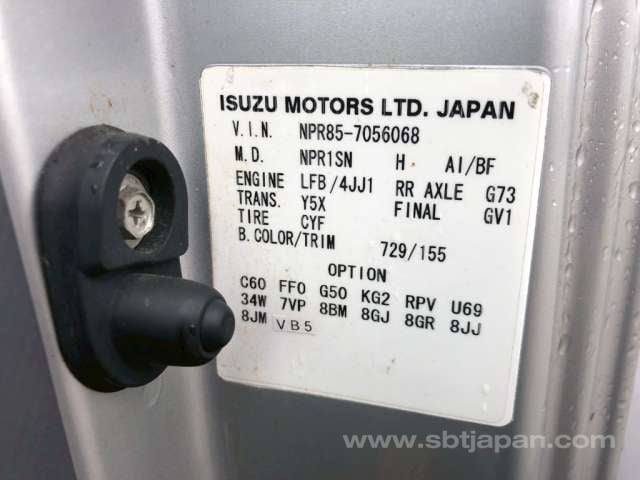 ISUZU MOTORS LTD. JAPAN
V.I.N. NPR85-7056068
M.D. NPR1SN H AI/BF
ENGINE LFB/4JJ1 RR AXLE G73
TRANS. Y5X FINAL GV1
TIRE CYF
B.COLOR/TRIM 729/155
OPTION
C60 FF0 G50 KG2 RPV U69
34W 7VP 8BM 8GJ 8GR 8JJ
8JM VB5
www.sbtjapan.com